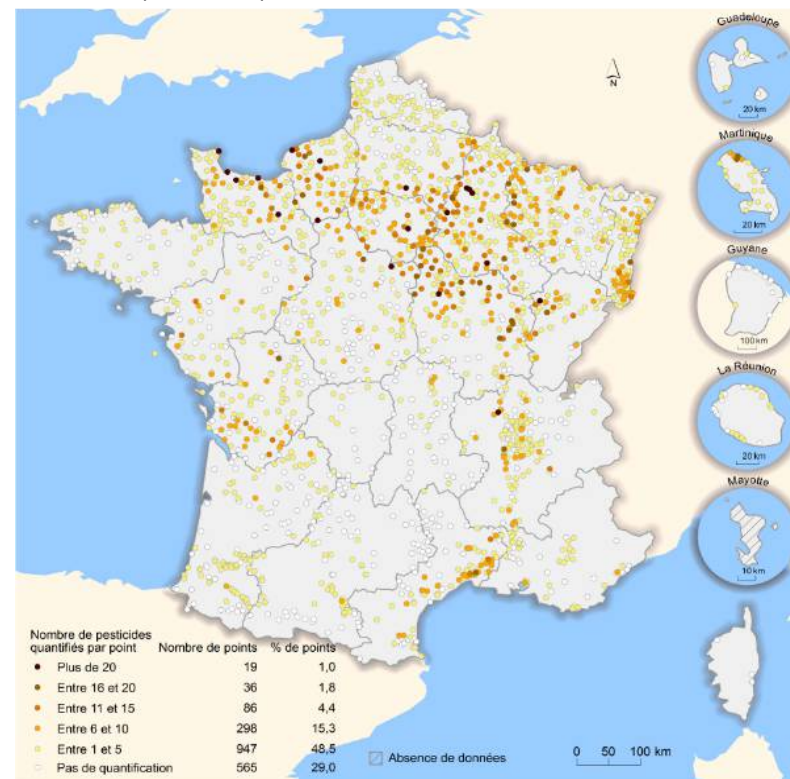 Guadeloupe
N
20 km
Martinique
20 km
Guyane
100 km
La Réunion
20 km
Mayotte
10 km
Nombre de pesticides
quantifiés par point Nombre de points % de points
Plus de 20 19 1,0
Entre 16 et 20 36 1,8
Entre 11 et 15 86 4,4
Entre 6 et 10 298 15,3
Entre 1 et 5 947 48,5
Pas de quantification 565 29,0
Absence de données
0 50 100 km